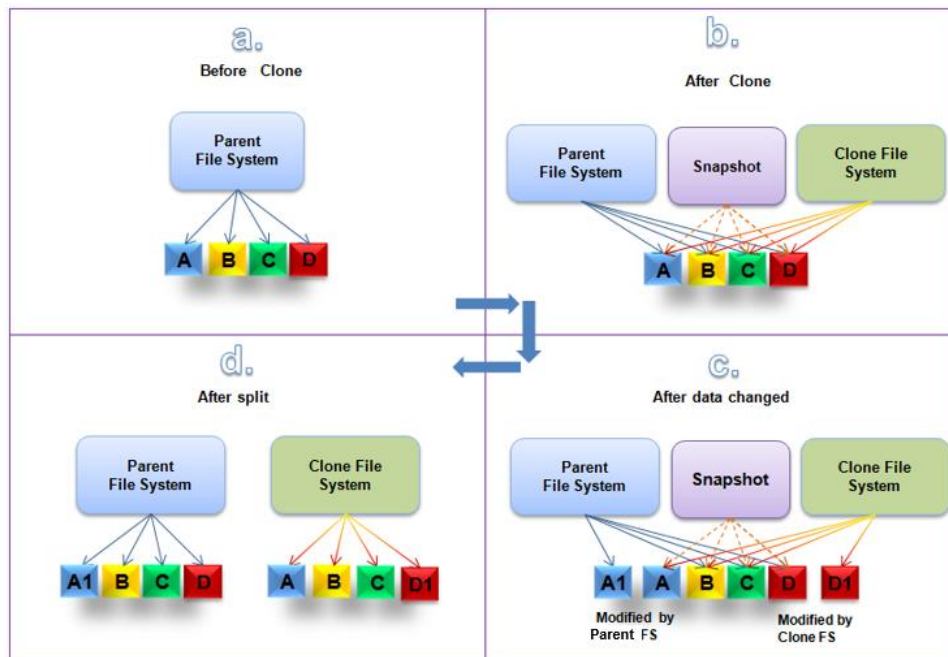 a.
Before Clone
Parent
File System
A B C D
b.
After Clone
Parent
File System
Snapshot
Clone File
System
A B C D
d.
After split
Parent
File System
Clone File
System
A1 B C D
A B C D1
c.
After data changed
Parent
File System
Snapshot
Clone File
System
A1 A B C D D1
Modified by
Parent FS
Modified by
Clone FS